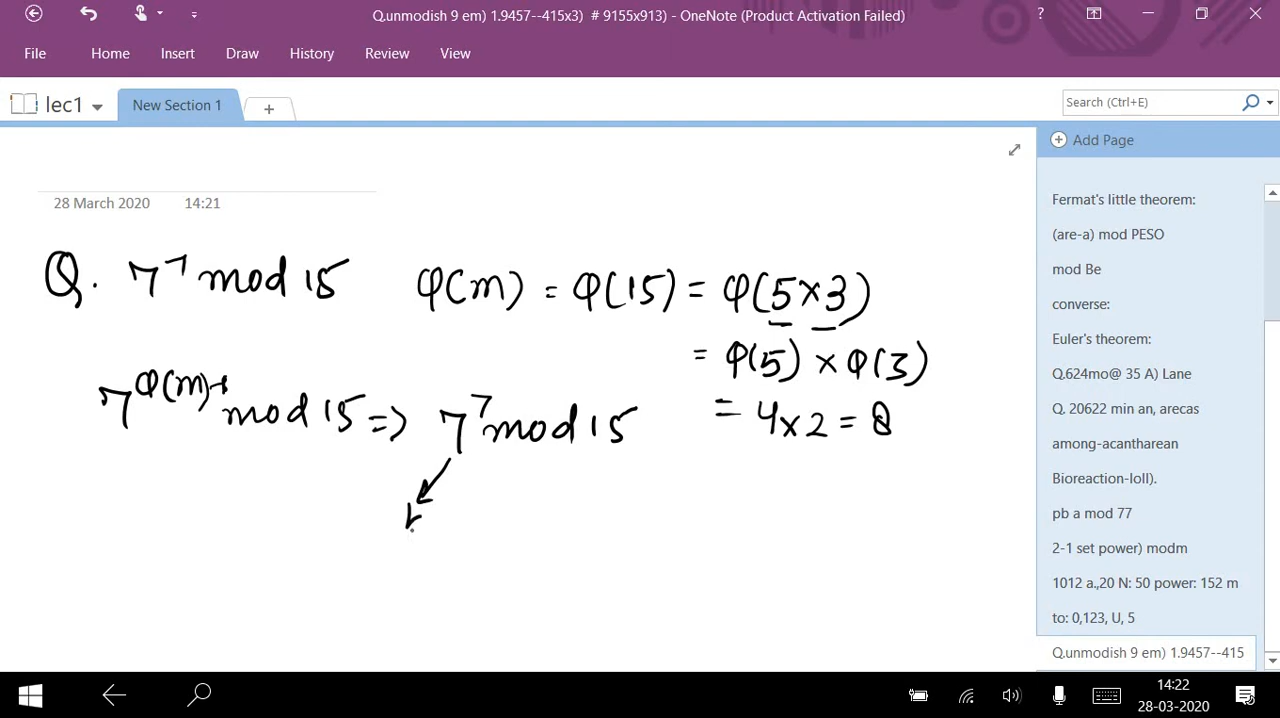 Q.unmodish 9 em) 1.9457--415x3) # 9155x913) - OneNote (Product Activation Failed)
?
File Home Insert Draw History Review View
lec1 New Section 1 +
Search (Ctrl+E)
Add Page
28 March 2020 14:21
Q. 7^7 mod 15 φ(m) = φ(15) = φ(5×3)
= φ(5) × φ(3)
= 4×2 = 8
7^φ(m)-1 mod 15 => 7^7 mod 15
Fermat's little theorem:
(are-a) mod PESO
mod Be
converse:
Euler's theorem:
Q.624mo@ 35 A) Lane
Q. 20622 min an, arecas
among-acantharean
Bioreaction-loll).
pb a mod 77
2-1 set power) modm
1012 a.,20 N: 50 power: 152 m
to: 0,123, U, 5
Q.unmodish 9 em) 1.9457--415
14:22
28-03-2020